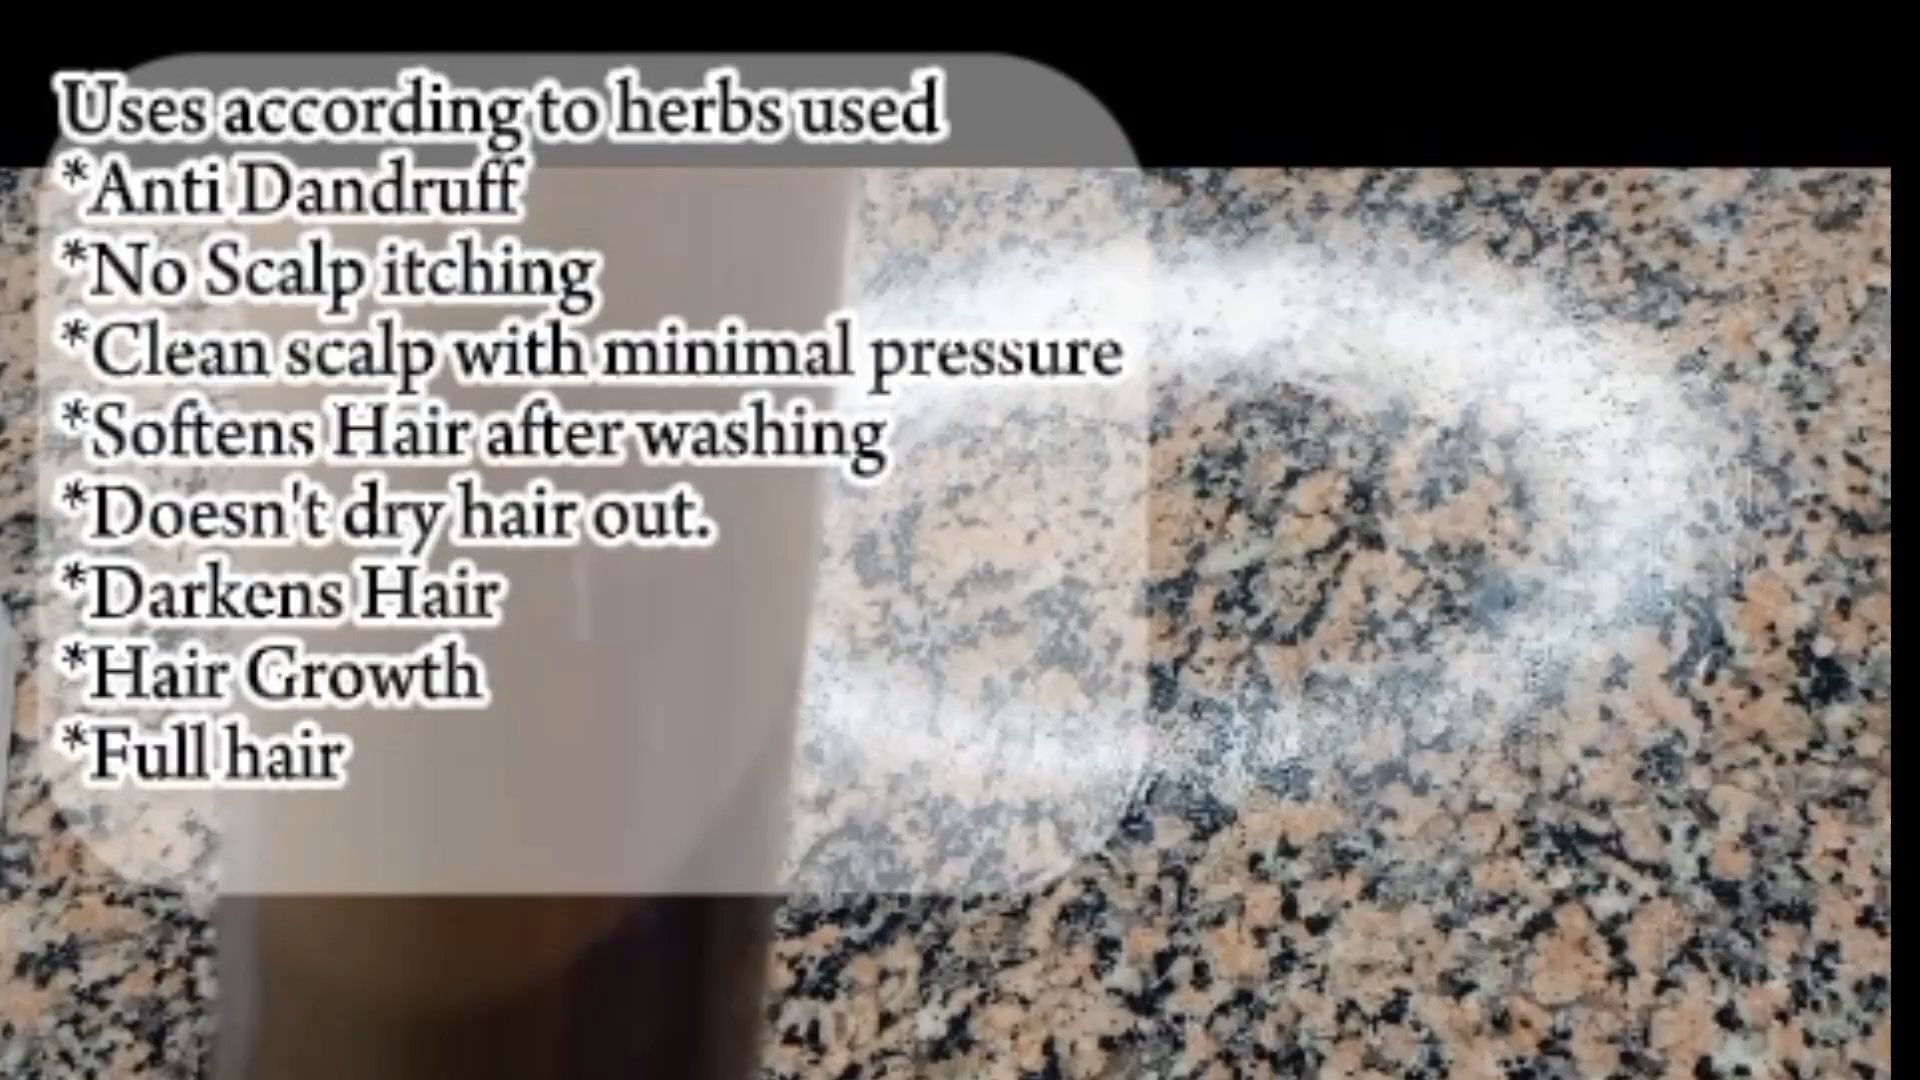 Uses according to herbs used
*Anti Dandruff
*No Scalp itching
*Clean scalp with minimal pressure
*Softens Hair after washing
*Doesn't dry hair out.
*Darkens Hair
*Hair Growth
*Full hair